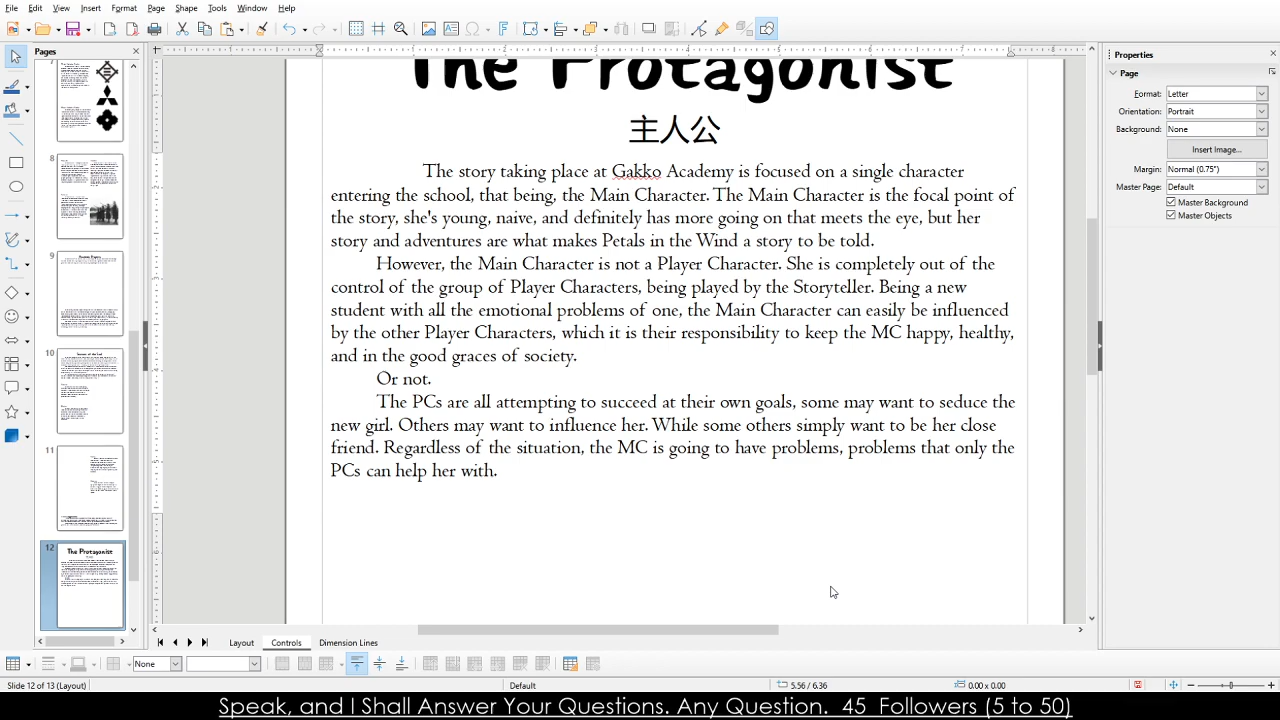 File Edit View Insert Format Page Shape Tools Window Help
Pages
Properties
Page
Format: Letter
Orientation: Portrait
Background: None
Insert Image...
Margin: Normal (0.75")
Master Page: Default
Master Background
Master Objects
The Protagonist
主人公
The story taking place at Gakko Academy is focused on a single character
entering the school, that being, the Main Character. The Main Character is the focal point of
the story, she's young, naive, and definitely has more going on that meets the eye, but her
story and adventures are what makes Petals in the Wind a story to be told.
However, the Main Character is not a Player Character. She is completely out of the
control of the group of Player Characters, being played by the Storyteller. Being a new
student with all the emotional problems of one, the Main Character can easily be influenced
by the other Player Characters, which it is their responsibility to keep the MC happy, healthy,
and in the good graces of society.
Or not.
The PCs are all attempting to succeed at their own goals, some may want to seduce the
new girl. Others may want to influence her. While some others simply want to be her close
friend. Regardless of the situation, the MC is going to have problems, problems that only the
PCs can help her with.
8
9
10
11
12
The Protagonist
Layout Controls Dimension Lines
None
Slide 12 of 13 (Layout) Default 5.56 / 6.36 0.00 x 0.00
Speak, and I Shall Answer Your Questions. Any Question. 45 Followers (5 to 50)